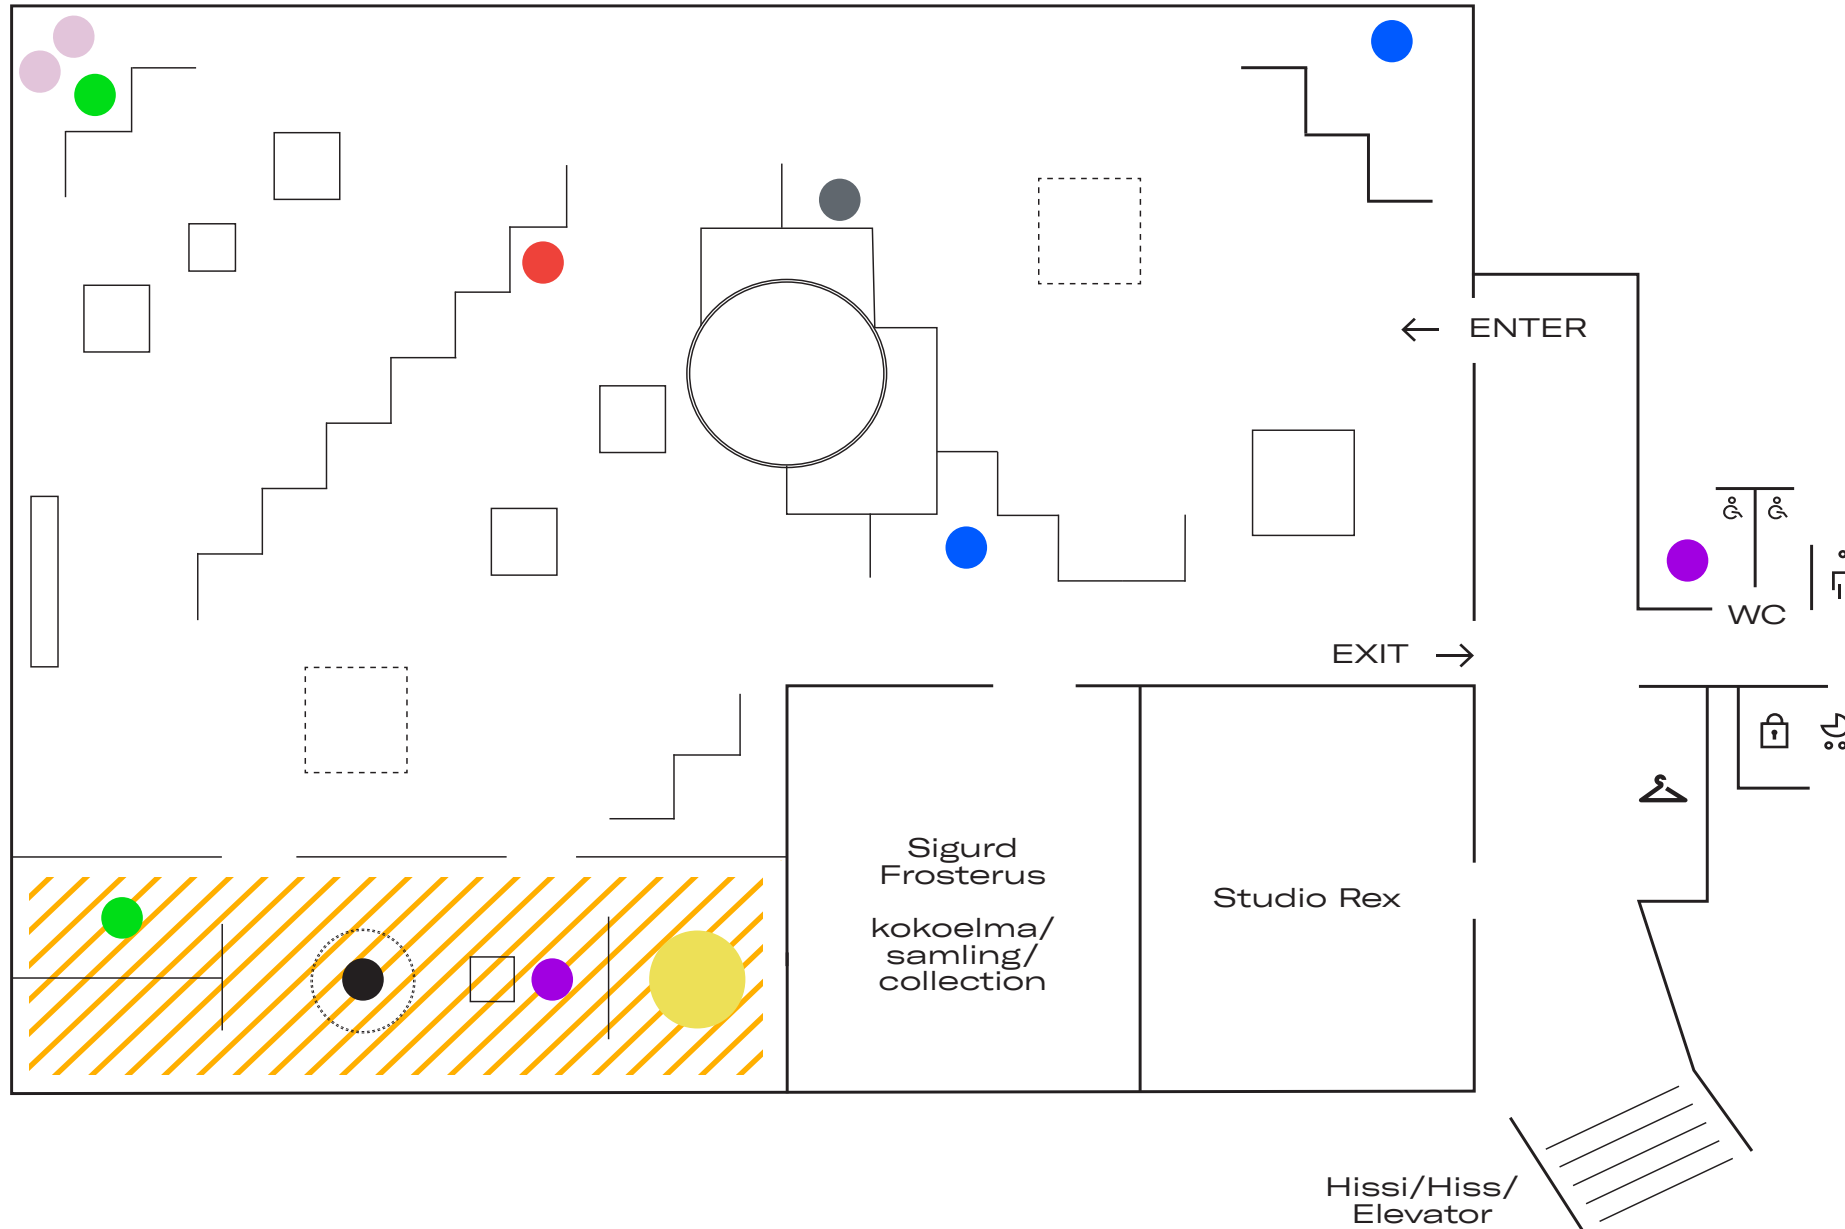 ENTER
WC
EXIT
Sigurd
Frosterus
kokoelma/
samling/
collection
Studio Rex
Hissi/Hiss/
Elevator